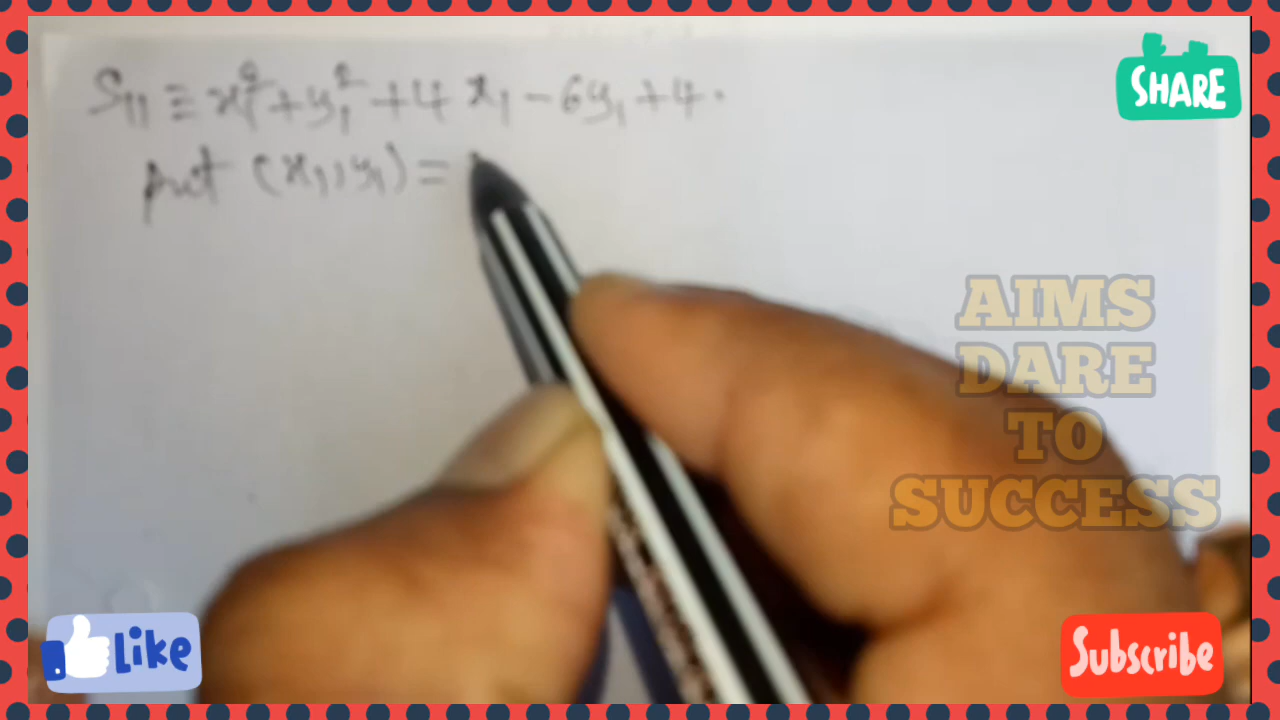 S₁₁ ≡ x₁² + y₁² + 4x₁ - 6y₁ + 4.
put (x₁, y₁) =
SHARE
AIMS
DARE
TO
SUCCESS
Like
Subscribe